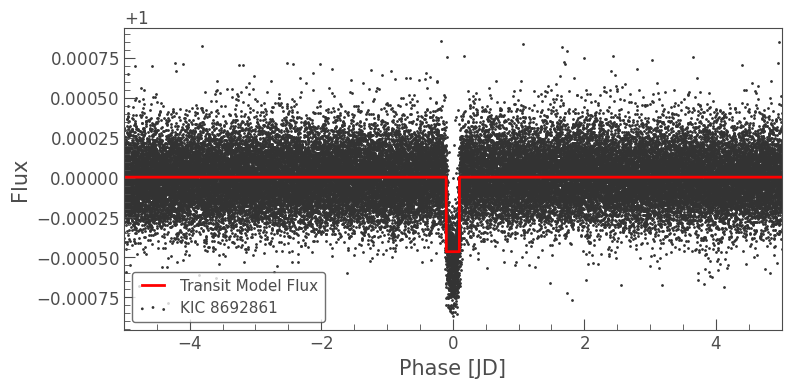 +1
0.00075
0.00050
0.00025
0.00000
−0.00025
−0.00050
−0.00075
Flux
Transit Model Flux
KIC 8692861
−4 −2 0 2 4
Phase [JD]